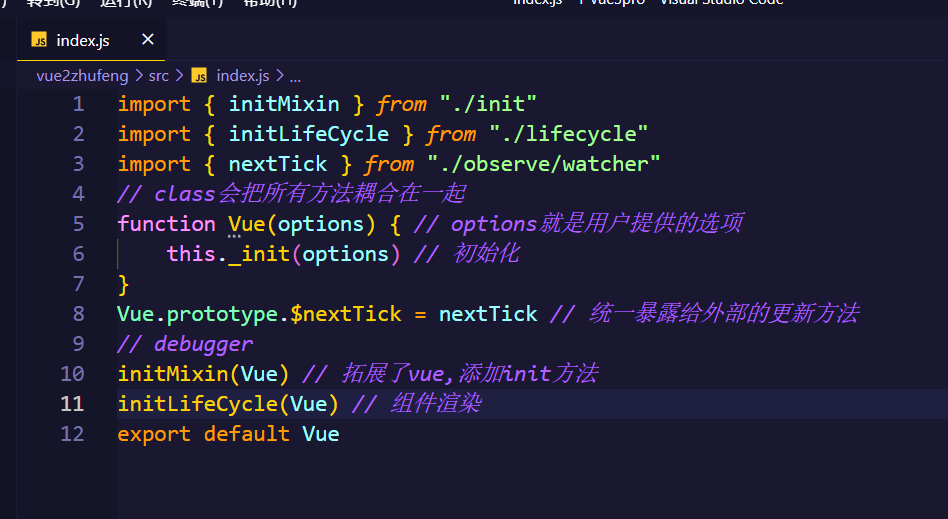 转到(G) 运行(R) 终端(T) 帮助(H)
Visual Studio Code
index.js
vue2zhufeng > src > index.js > ...
1 import { initMixin } from "./init"
2 import { initLifeCycle } from "./lifecycle"
3 import { nextTick } from "./observe/watcher"
4 // class会把所有方法耦合在一起
5 function Vue(options) { // options就是用户提供的选项
6 this._init(options) // 初始化
7 }
8 Vue.prototype.$nextTick = nextTick // 统一暴露给外部的更新方法
9 // debugger
10 initMixin(Vue) // 拓展了vue,添加init方法
11 initLifeCycle(Vue) // 组件渲染
12 export default Vue